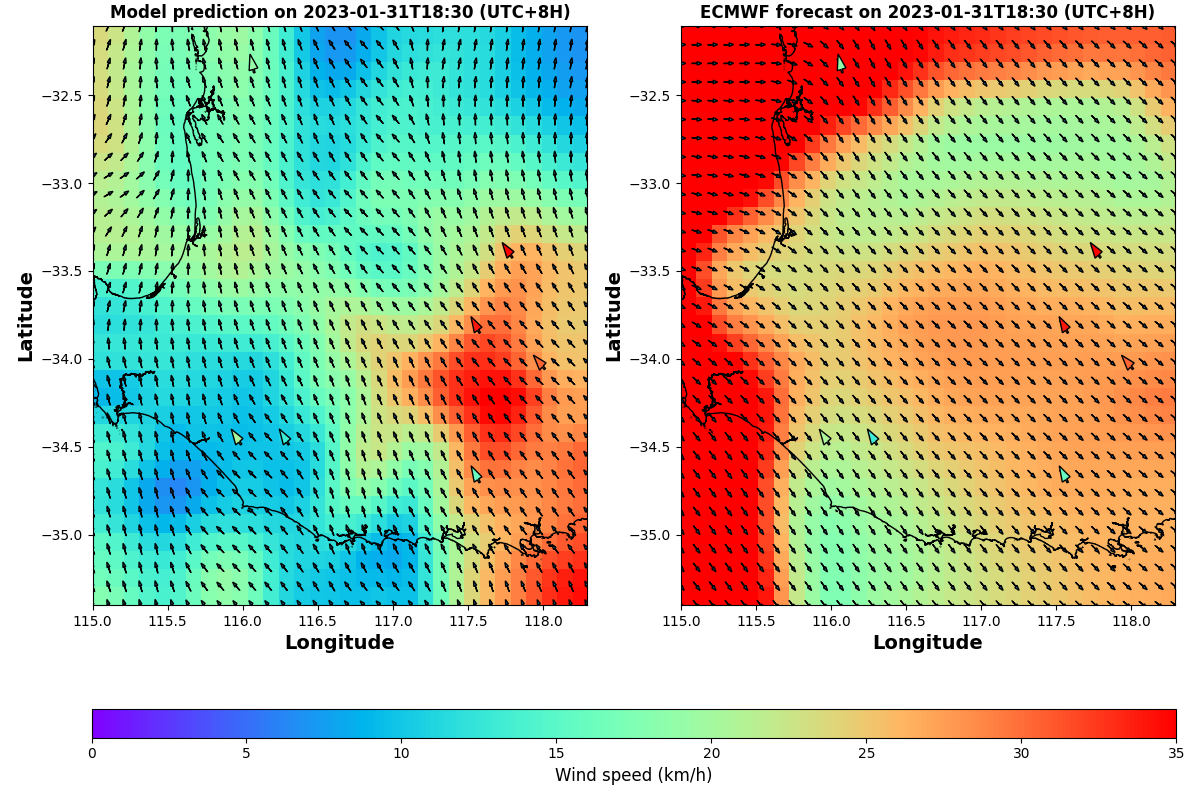 Model prediction on 2023-01-31T18:30 (UTC+8H)
ECMWF forecast on 2023-01-31T18:30 (UTC+8H)
Latitude
−32.5
−33.0
−33.5
−34.0
−34.5
−35.0
115.0 115.5 116.0 116.5 117.0 117.5 118.0
Longitude
Latitude
−32.5
−33.0
−33.5
−34.0
−34.5
−35.0
115.0 115.5 116.0 116.5 117.0 117.5 118.0
Longitude
0 5 10 15 20 25 30 35
Wind speed (km/h)